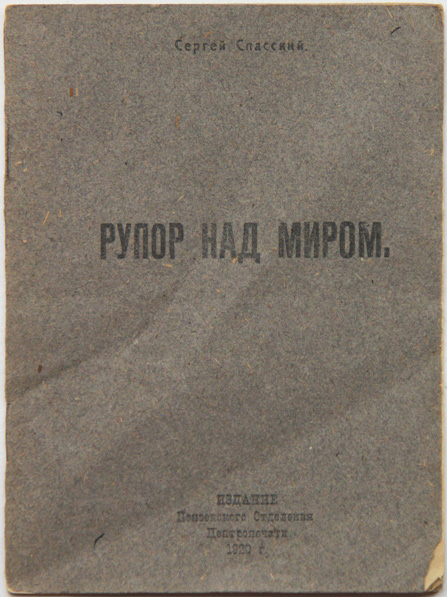 Сергей Спасский.
РУПОР НАД МИРОМ.
ИЗДАНИЕ
Пензенского Отделения
Центропечати
1920 г.